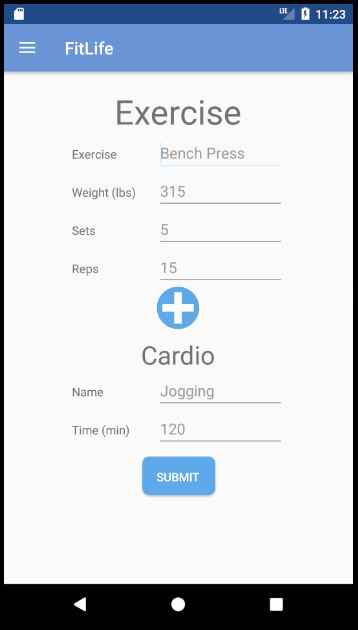 LTE 11:23
FitLife
Exercise
Exercise Bench Press
Weight (lbs) 315
Sets 5
Reps 15
Cardio
Name Jogging
Time (min) 120
SUBMIT